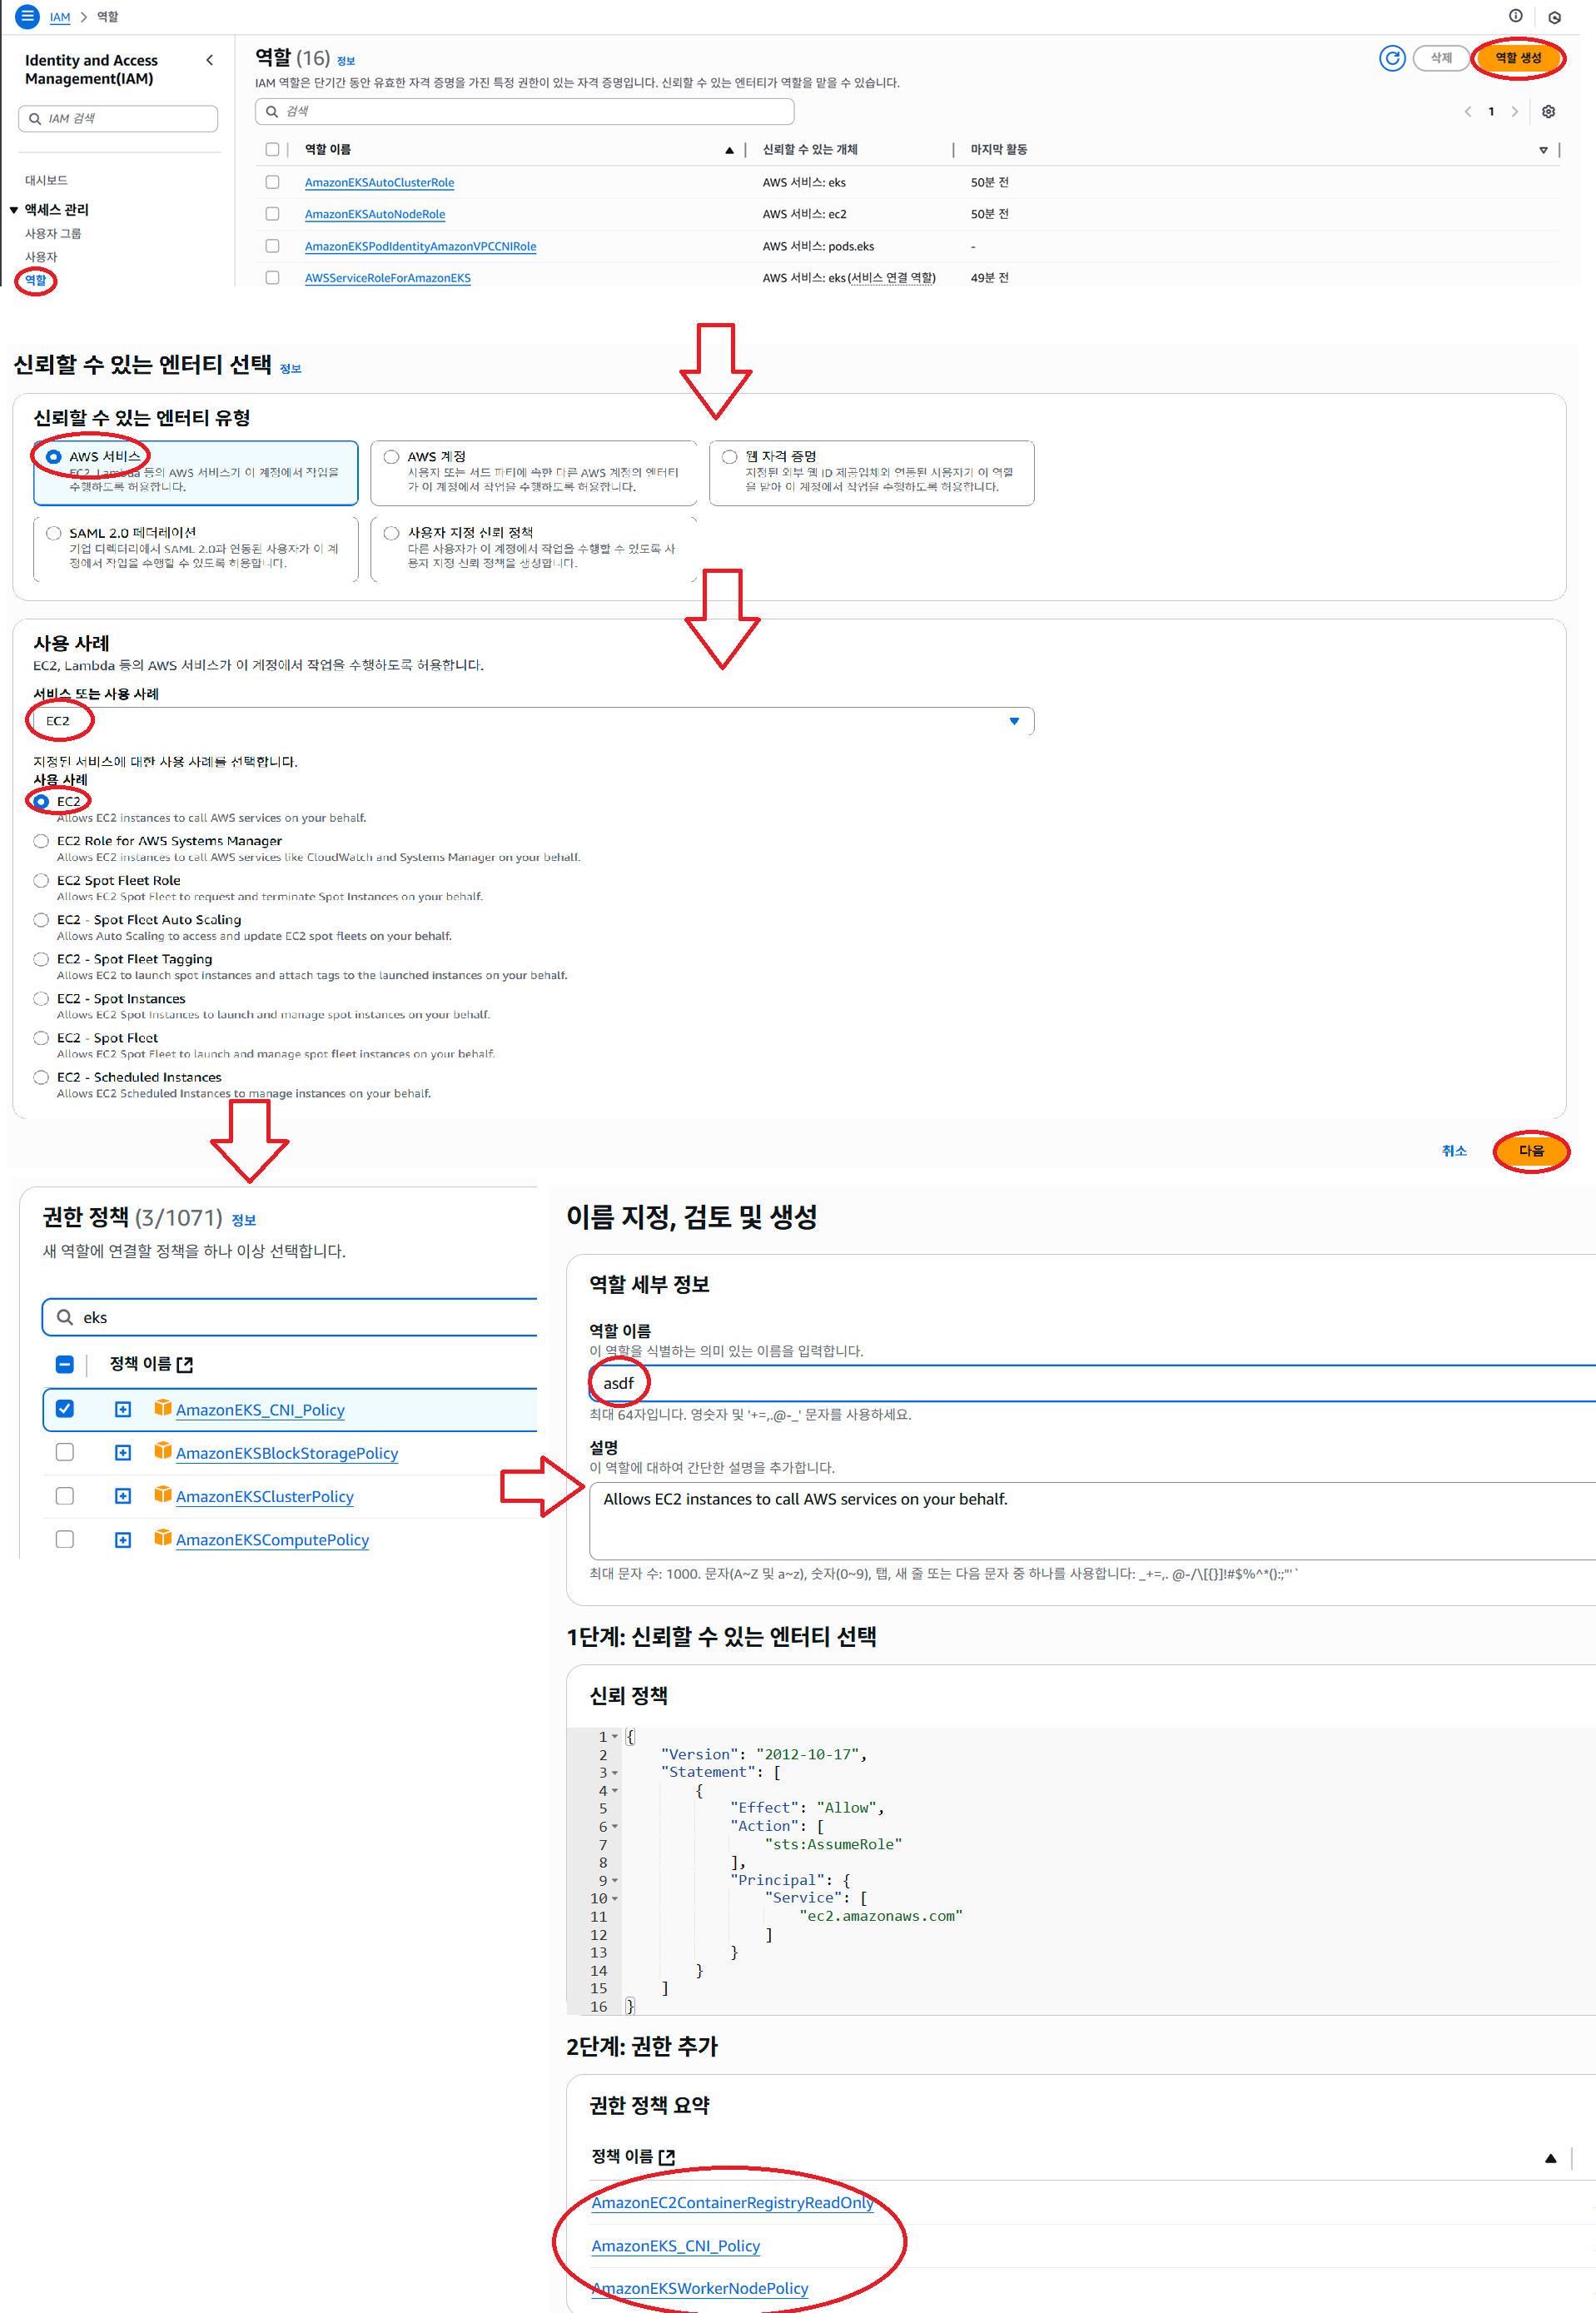 IAM > 역할
Identity and Access
Management(IAM)
IAM 검색
대시보드
액세스 관리
사용자 그룹
사용자
역할
역할 (16) 정보
삭제
역할 생성
IAM 역할은 단기간 동안 유효한 자격 증명을 가진 특정 권한이 있는 자격 증명입니다. 신뢰할 수 있는 엔터티가 역할을 맡을 수 있습니다.
검색
1
역할 이름
신뢰할 수 있는 개체
마지막 활동
AmazonEKSAutoClusterRole
AWS 서비스: eks
50분 전
AmazonEKSAutoNodeRole
AWS 서비스: ec2
50분 전
AmazonEKSPodIdentityAmazonVPCCNIRole
AWS 서비스: pods.eks
-
AWSServiceRoleForAmazonEKS
AWS 서비스: eks(서비스 연결 역할)
49분 전
신뢰할 수 있는 엔터티 선택 정보
신뢰할 수 있는 엔터티 유형
AWS 서비스
EC2, Lambda 등의 AWS 서비스가 이 계정에서 작업을
수행하도록 허용합니다.
AWS 계정
사용자 또는 서드 파티에 속한 다른 AWS 계정의 엔터티
가 이 계정에서 작업을 수행하도록 허용합니다.
웹 자격 증명
지정된 외부 웹 ID 제공업체와 연동된 사용자가 이 역할
을 맡아 이 계정에서 작업을 수행하도록 허용합니다.
SAML 2.0 페더레이션
기업 디렉터리에서 SAML 2.0과 연동된 사용자가 이 계
정에서 작업을 수행할 수 있도록 허용합니다.
사용자 지정 신뢰 정책
다른 사용자가 이 계정에서 작업을 수행할 수 있도록 사
용자 지정 신뢰 정책을 생성합니다.
사용 사례
EC2, Lambda 등의 AWS 서비스가 이 계정에서 작업을 수행하도록 허용합니다.
서비스 또는 사용 사례
EC2
지정된 서비스에 대한 사용 사례를 선택합니다.
사용 사례
EC2
Allows EC2 instances to call AWS services on your behalf.
EC2 Role for AWS Systems Manager
Allows EC2 instances to call AWS services like CloudWatch and Systems Manager on your behalf.
EC2 Spot Fleet Role
Allows EC2 Spot Fleet to request and terminate Spot Instances on your behalf.
EC2 - Spot Fleet Auto Scaling
Allows Auto Scaling to access and update EC2 spot fleets on your behalf.
EC2 - Spot Fleet Tagging
Allows EC2 to launch spot instances and attach tags to the launched instances on your behalf.
EC2 - Spot Instances
Allows EC2 Spot Instances to launch and manage spot instances on your behalf.
EC2 - Spot Fleet
Allows EC2 Spot Fleet to launch and manage spot fleet instances on your behalf.
EC2 - Scheduled Instances
Allows EC2 Scheduled Instances to manage instances on your behalf.
취소
다음
권한 정책 (3/1071) 정보
새 역할에 연결할 정책을 하나 이상 선택합니다.
eks
정책 이름
AmazonEKS_CNI_Policy
AmazonEKSBlockStoragePolicy
AmazonEKSClusterPolicy
AmazonEKSComputePolicy
이름 지정, 검토 및 생성
역할 세부 정보
역할 이름
이 역할을 식별하는 의미 있는 이름을 입력합니다.
asdf
최대 64자입니다. 영숫자 및 '+=,.@-_' 문자를 사용하세요.
설명
이 역할에 대하여 간단한 설명을 추가합니다.
Allows EC2 instances to call AWS services on your behalf.
최대 문자 수: 1000. 문자(A~Z 및 a~z), 숫자(0~9), 탭, 새 줄 또는 다음 문자 중 하나를 사용합니다: _+=,. @-/\[{}]!#$%^*();:"'`
1단계: 신뢰할 수 있는 엔터티 선택
신뢰 정책
1 {
2 "Version": "2012-10-17",
3 "Statement": [
4 {
5 "Effect": "Allow",
6 "Action": [
7 "sts:AssumeRole"
8 ],
9 "Principal": {
10 "Service": [
11 "ec2.amazonaws.com"
12 ]
13 }
14 }
15 ]
16 }
2단계: 권한 추가
권한 정책 요약
정책 이름
AmazonEC2ContainerRegistryReadOnly
AmazonEKS_CNI_Policy
AmazonEKSWorkerNodePolicy